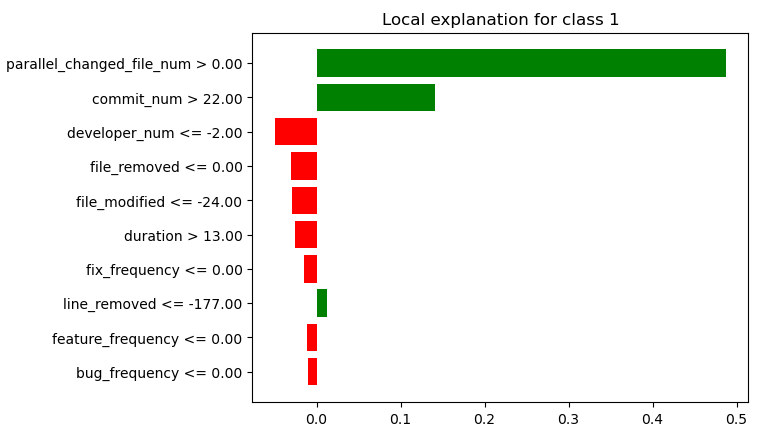 Local explanation for class 1
parallel_changed_file_num > 0.00
commit_num > 22.00
developer_num <= -2.00
file_removed <= 0.00
file_modified <= -24.00
duration > 13.00
fix_frequency <= 0.00
line_removed <= -177.00
feature_frequency <= 0.00
bug_frequency <= 0.00
0.0 0.1 0.2 0.3 0.4 0.5